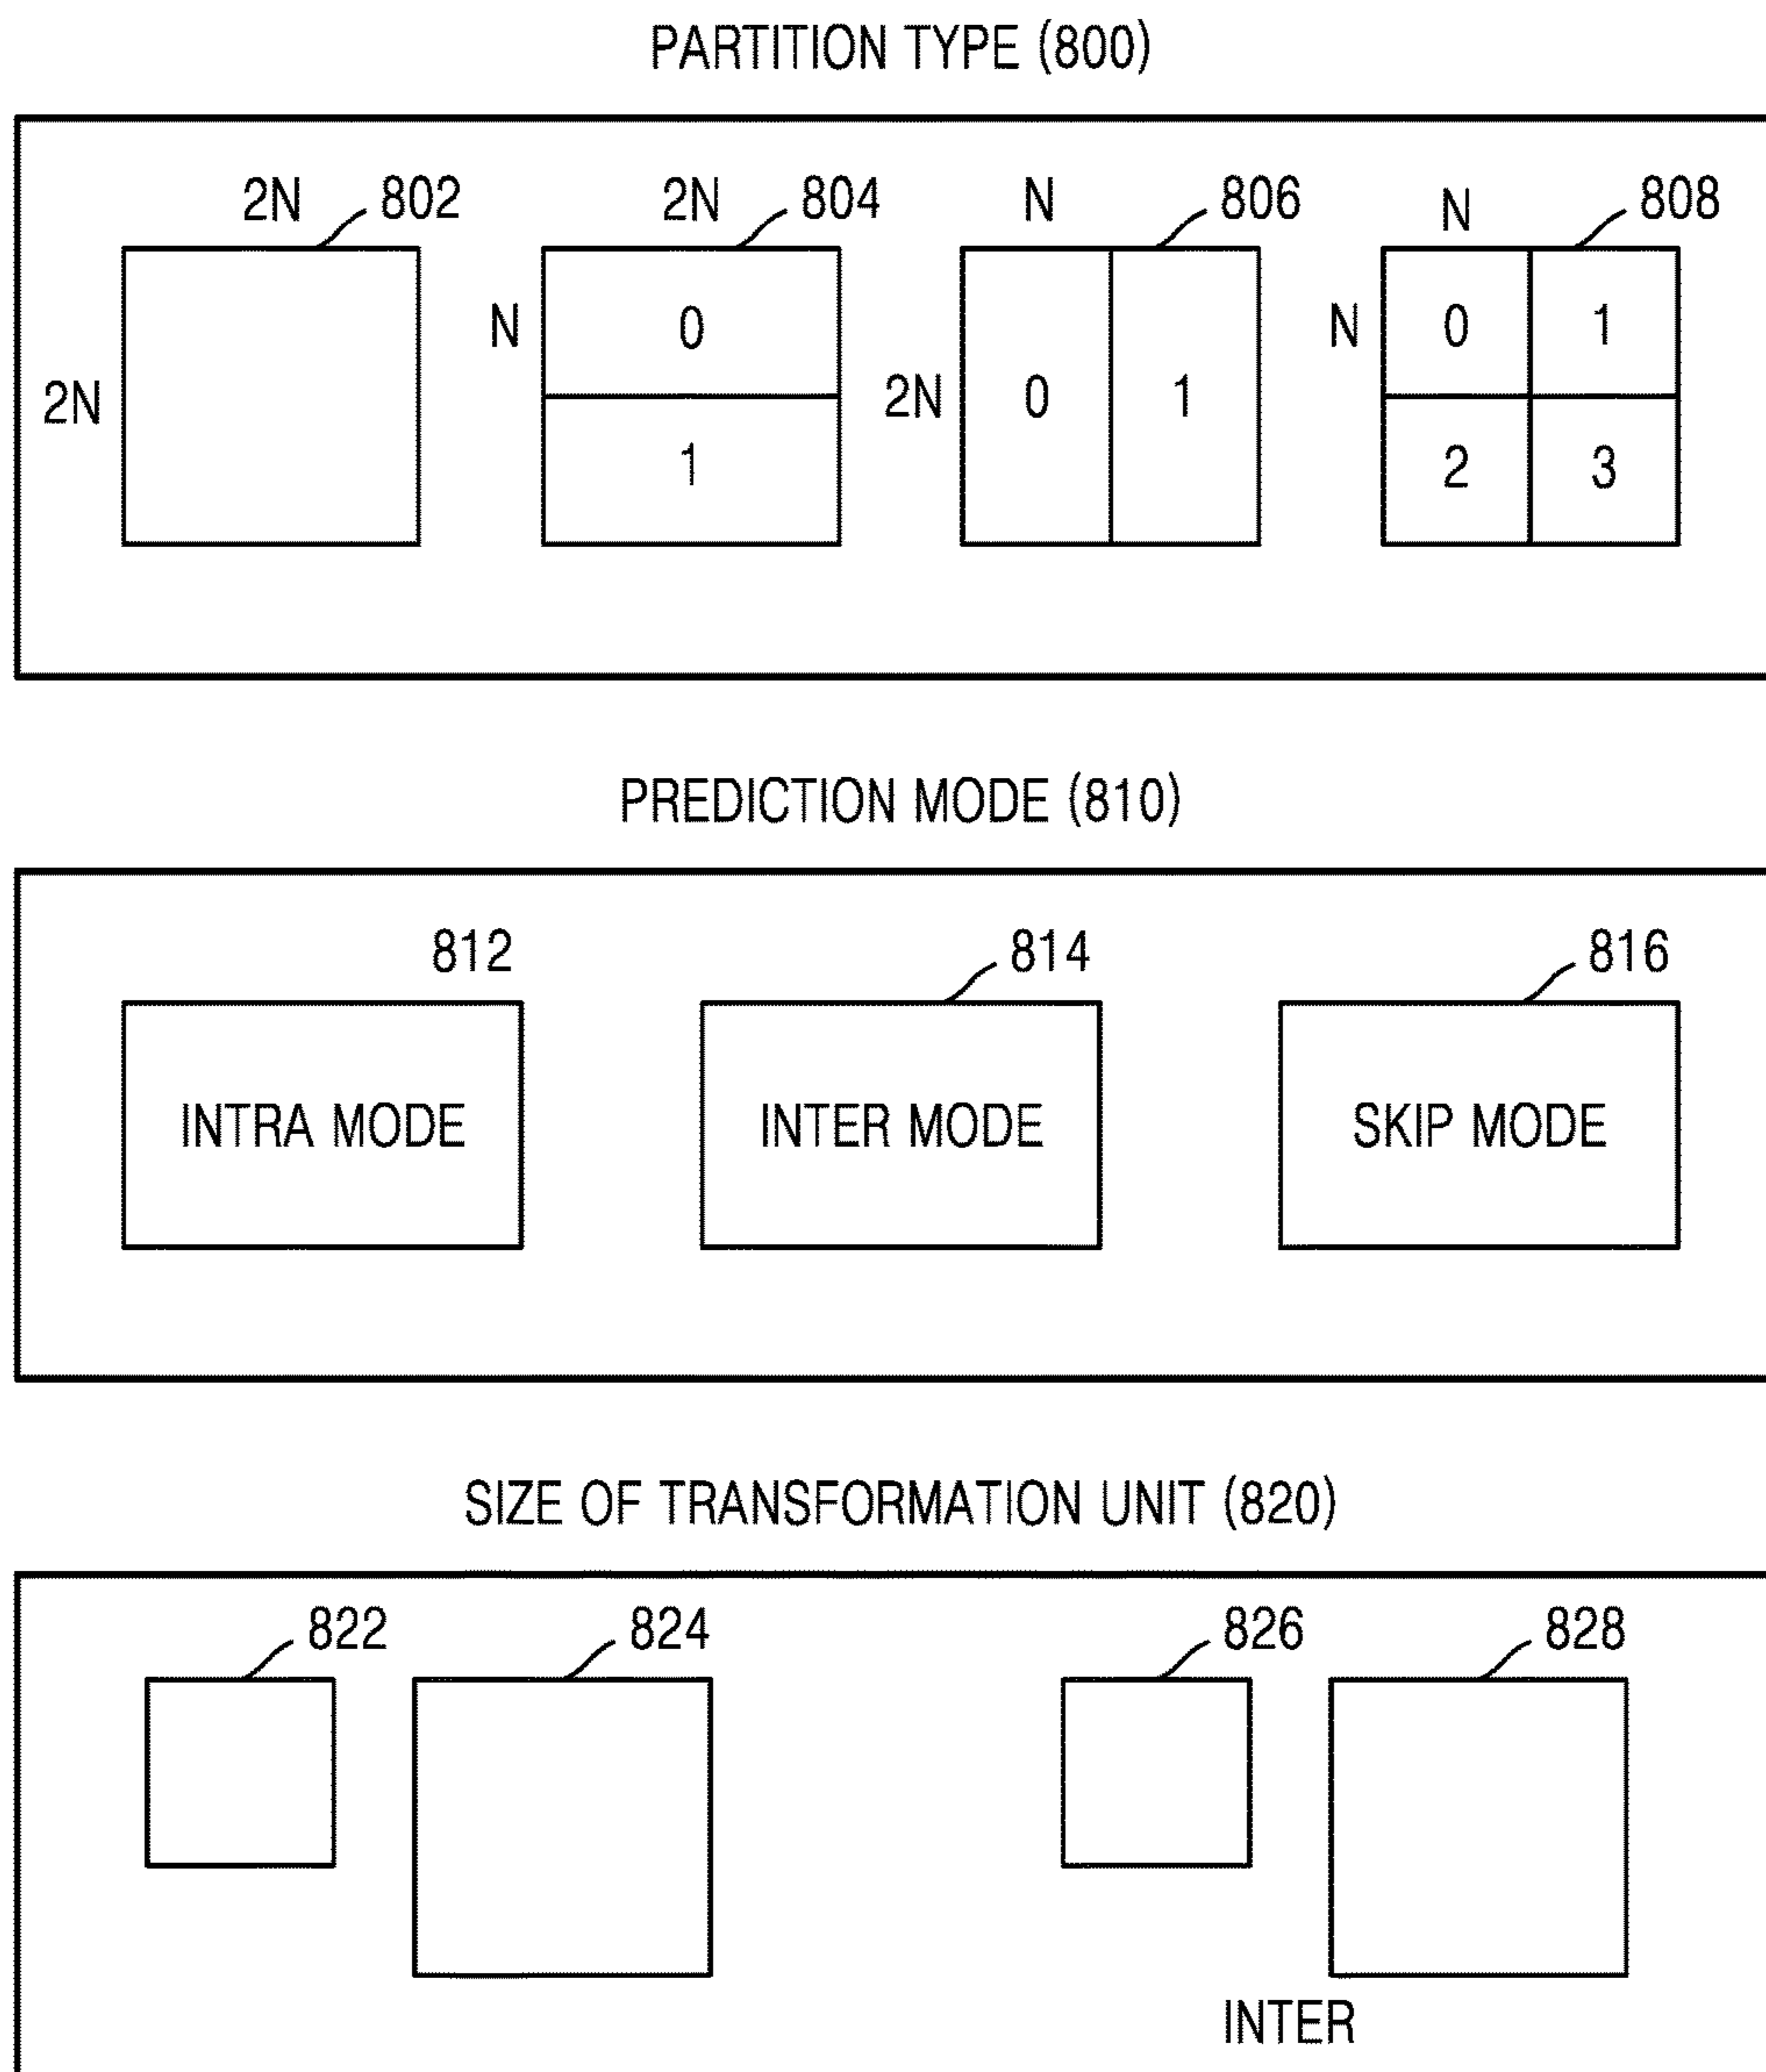 PARTITION TYPE (800)
2N 802 2N 804 N 806 N 808
N 0 N 0 1
2N 2N 0 1
1 2 3
PREDICTION MODE (810)
812 814 816
INTRA MODE INTER MODE SKIP MODE
SIZE OF TRANSFORMATION UNIT (820)
822 824 826 828
INTER